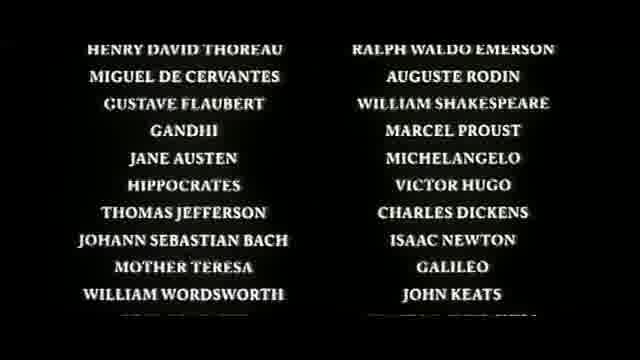 HENRY DAVID THOREAU RALPH WALDO EMERSON
MIGUEL DE CERVANTES AUGUSTE RODIN
GUSTAVE FLAUBERT WILLIAM SHAKESPEARE
GANDHI MARCEL PROUST
JANE AUSTEN MICHELANGELO
HIPPOCRATES VICTOR HUGO
THOMAS JEFFERSON CHARLES DICKENS
JOHANN SEBASTIAN BACH ISAAC NEWTON
MOTHER TERESA GALILEO
WILLIAM WORDSWORTH JOHN KEATS